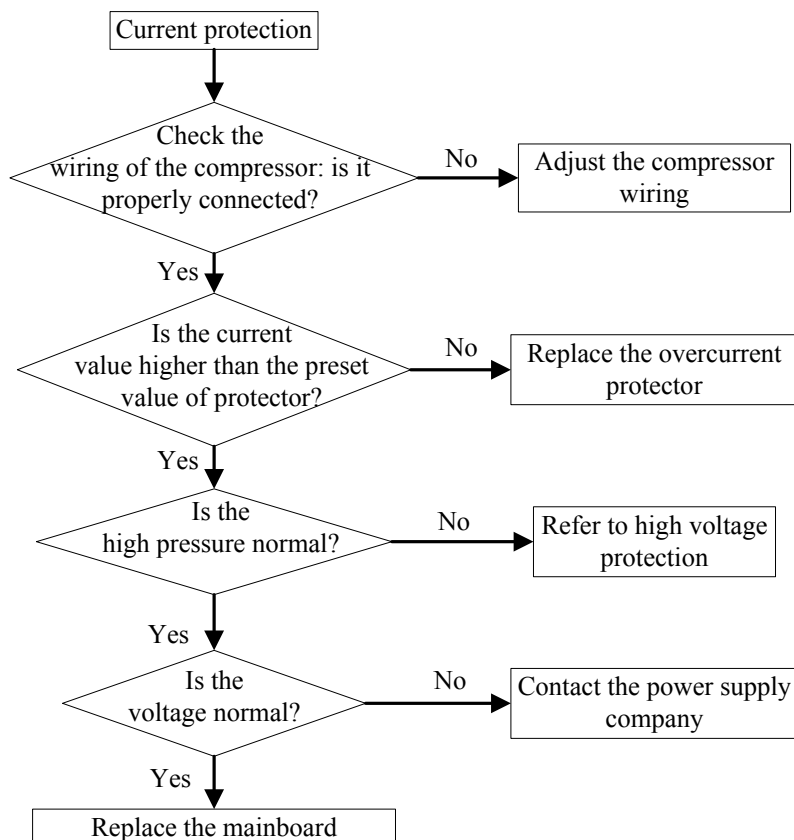 Current protection
Check the
wiring of the compressor: is it
properly connected?
No
Adjust the compressor
wiring
Yes
Is the current
value higher than the preset
value of protector?
No
Replace the overcurrent
protector
Yes
Is the
high pressure normal?
No
Refer to high voltage
protection
Yes
Is the
voltage normal?
No
Contact the power supply
company
Yes
Replace the mainboard